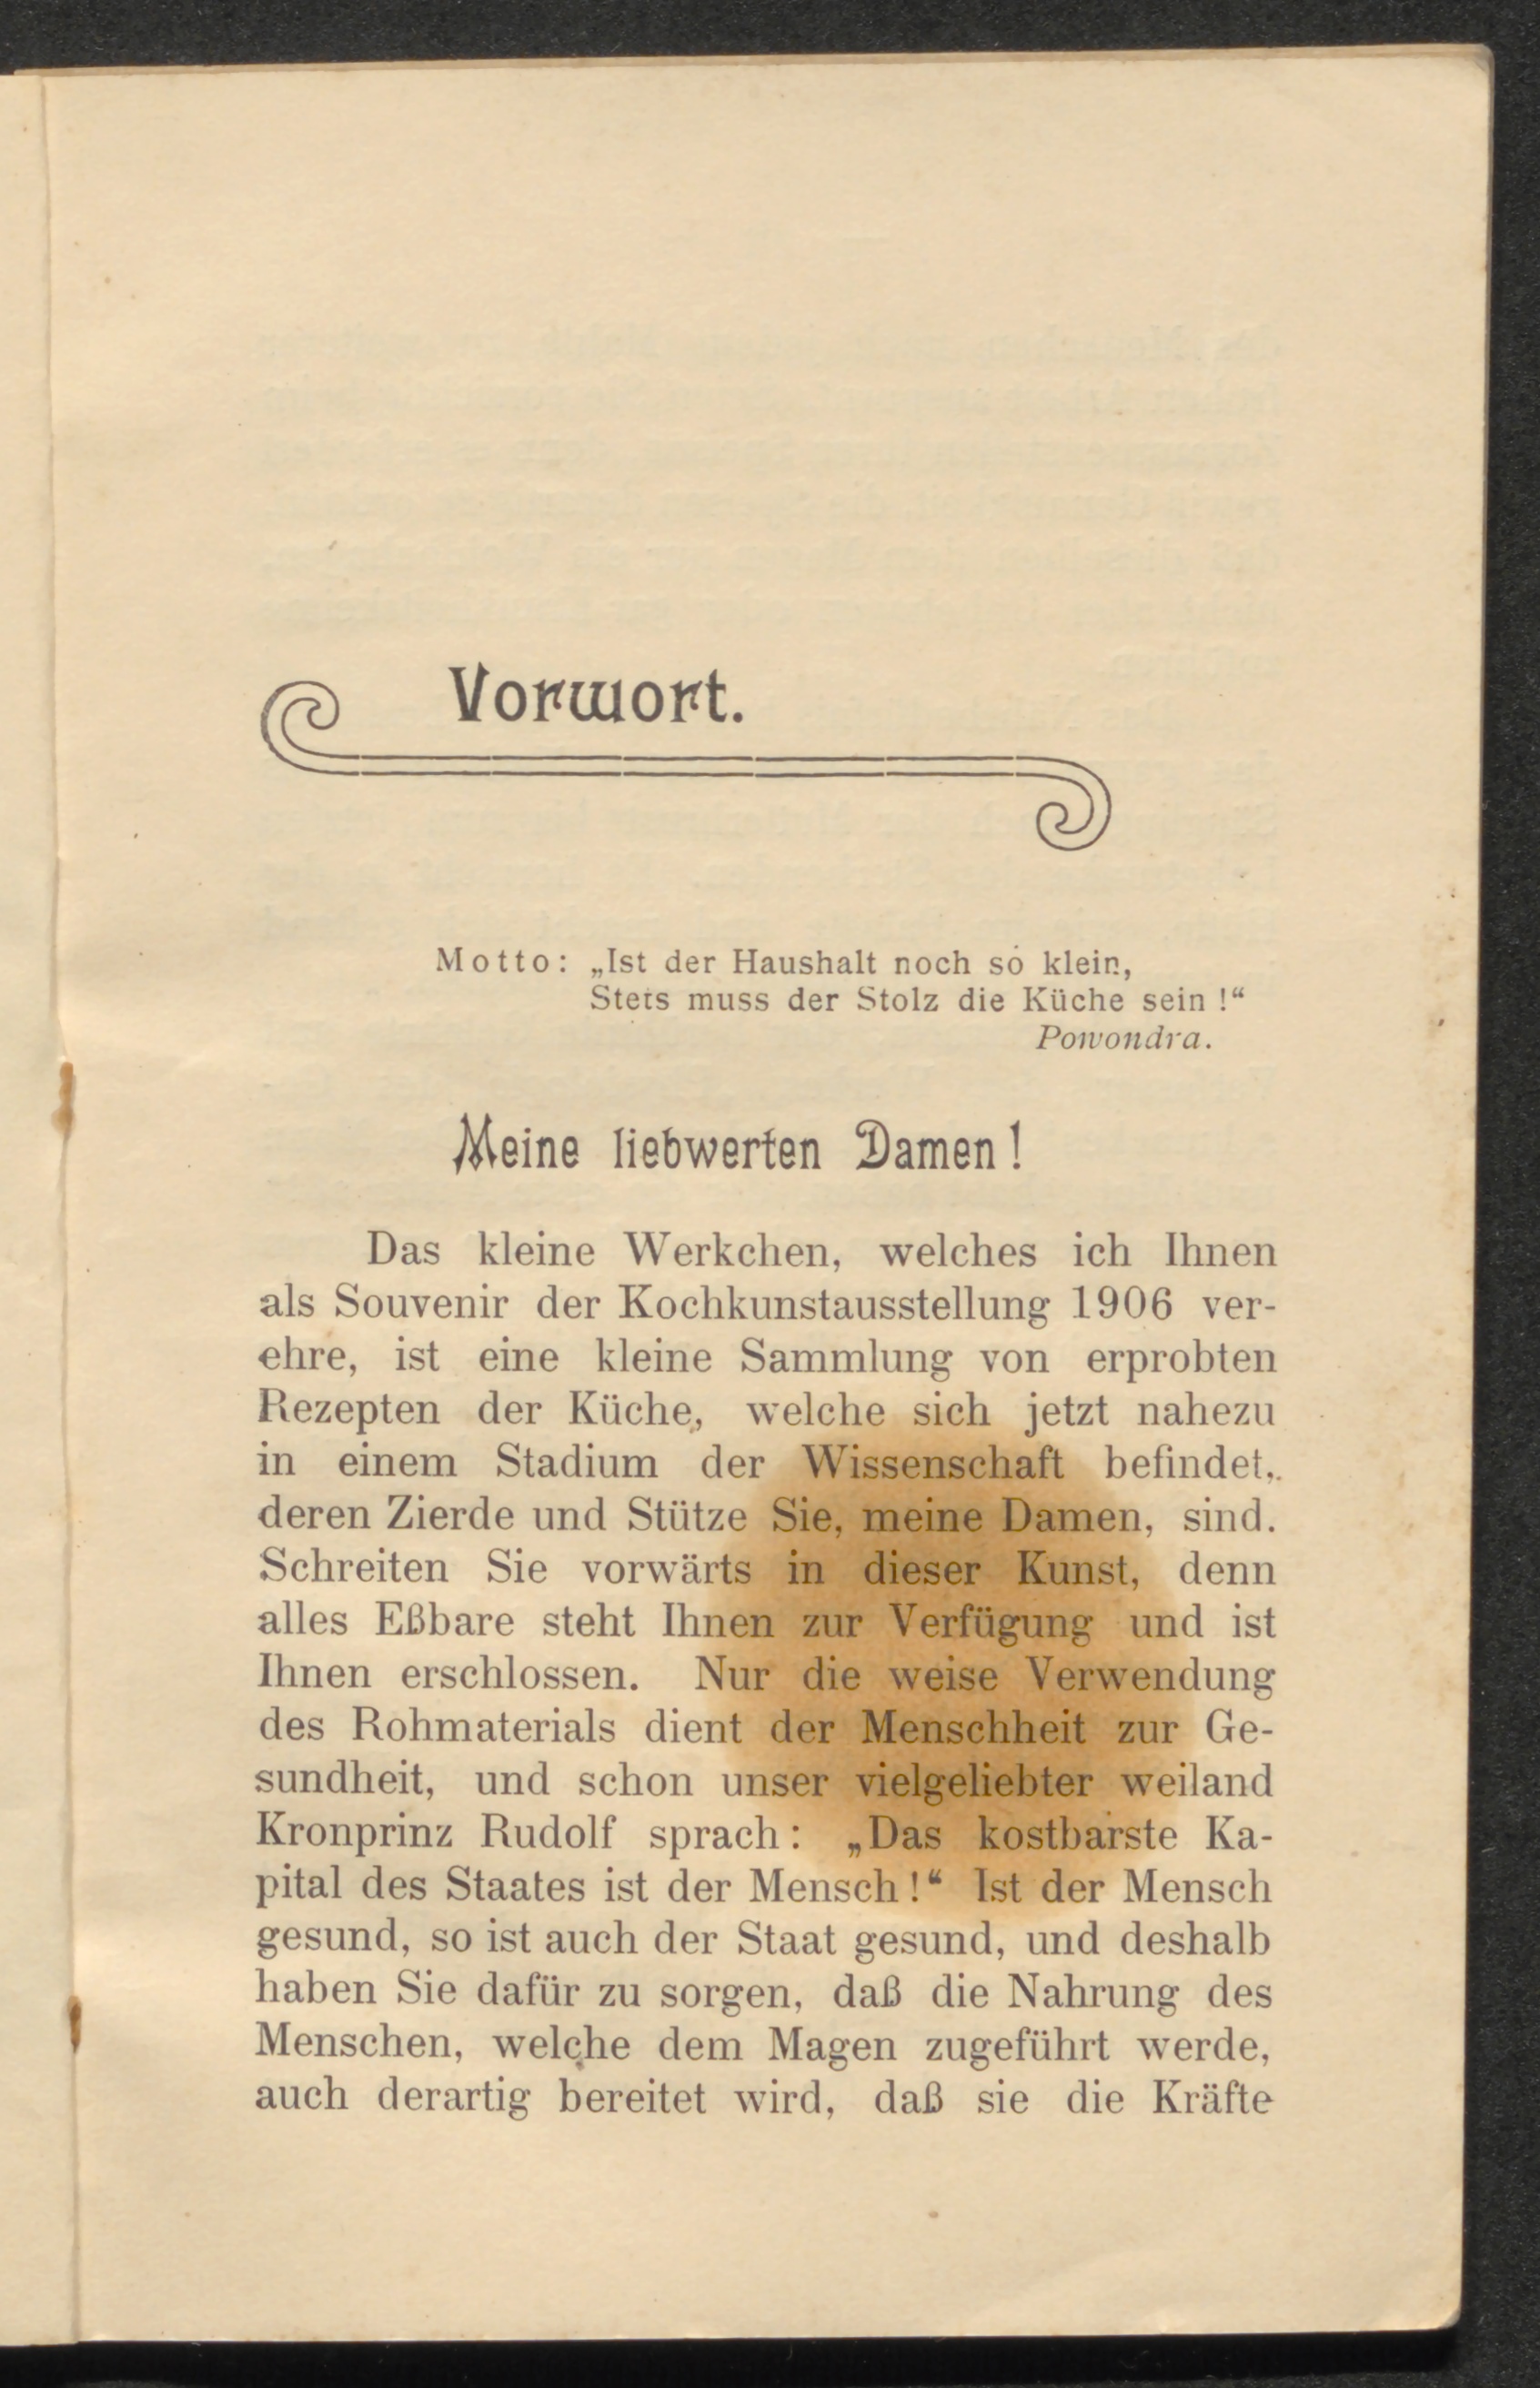 Vorwort.
Motto: „Ist der Haushalt noch so klein,
Stets muss der Stolz die Küche sein!“
Powondra.
Meine liebwerten Damen!
Das kleine Werkchen, welches ich Ihnen
als Souvenir der Kochkunstausstellung 1906 ver-
ehre, ist eine kleine Sammlung von erprobten
Rezepten der Küche, welche sich jetzt nahezu
in einem Stadium der Wissenschaft befindet,
deren Zierde und Stütze Sie, meine Damen, sind.
Schreiten Sie vorwärts in dieser Kunst, denn
alles Eßbare steht Ihnen zur Verfügung und ist
Ihnen erschlossen. Nur die weise Verwendung
des Rohmaterials dient der Menschheit zur Ge-
sundheit, und schon unser vielgeliebter weiland
Kronprinz Rudolf sprach: „Das kostbarste Ka-
pital des Staates ist der Mensch!“ Ist der Mensch
gesund, so ist auch der Staat gesund, und deshalb
haben Sie dafür zu sorgen, daß die Nahrung des
Menschen, welche dem Magen zugeführt werde,
auch derartig bereitet wird, daß sie die Kräfte